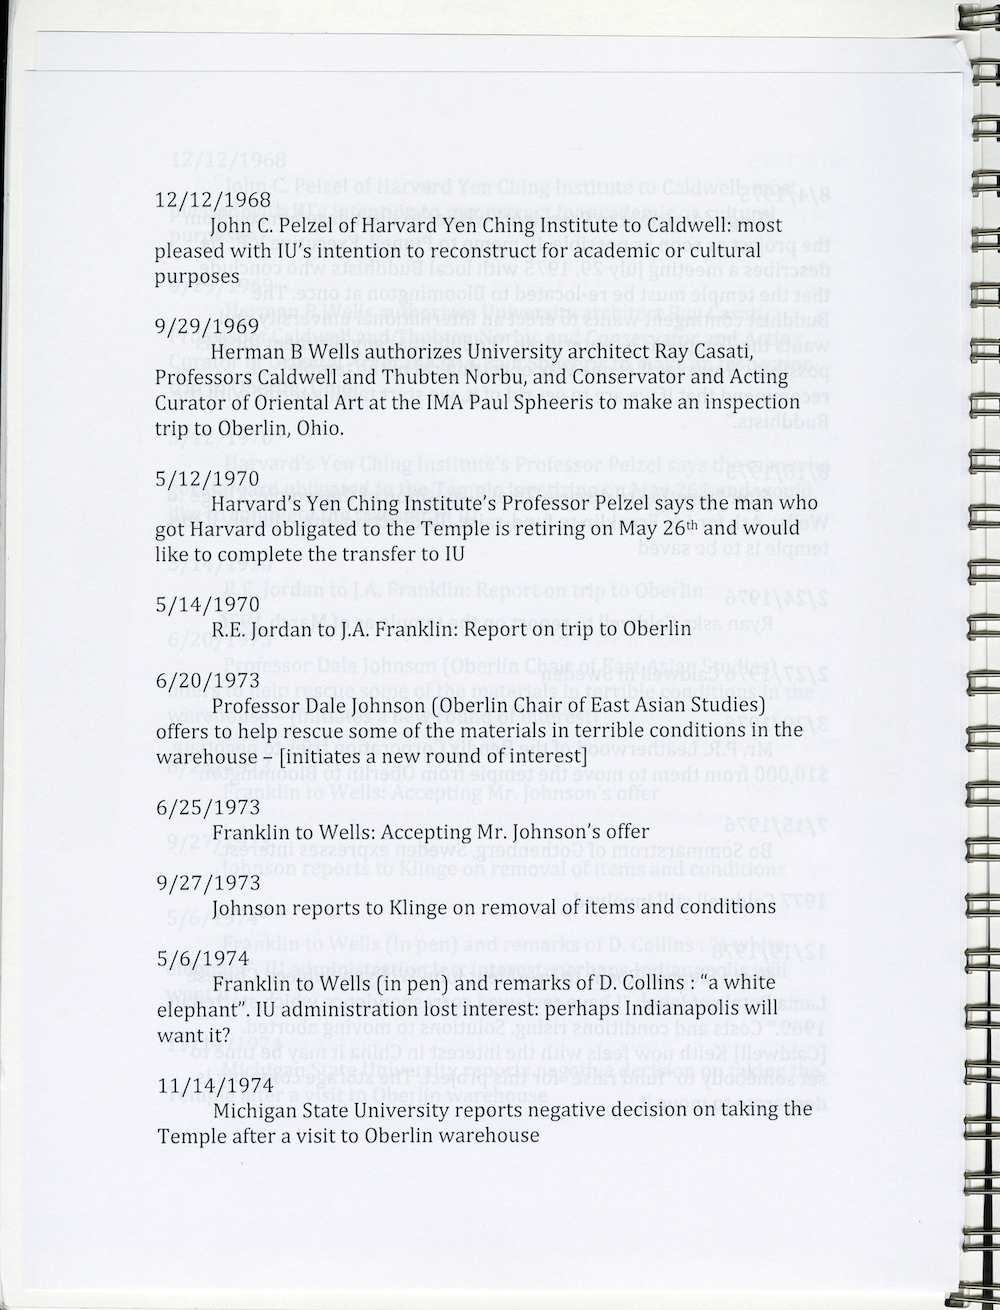 12/12/1968
John C. Pelzel of Harvard Yen Ching Institute to Caldwell: most
pleased with IU's intention to reconstruct for academic or cultural
purposes
9/29/1969
Herman B Wells authorizes University architect Ray Casati,
Professors Caldwell and Thubten Norbu, and Conservator and Acting
Curator of Oriental Art at the IMA Paul Spheeris to make an inspection
trip to Oberlin, Ohio.
5/12/1970
Harvard's Yen Ching Institute's Professor Pelzel says the man who
got Harvard obligated to the Temple is retiring on May 26th and would
like to complete the transfer to IU
5/14/1970
R.E. Jordan to J.A. Franklin: Report on trip to Oberlin
6/20/1973
Professor Dale Johnson (Oberlin Chair of East Asian Studies)
offers to help rescue some of the materials in terrible conditions in the
warehouse – [initiates a new round of interest]
6/25/1973
Franklin to Wells: Accepting Mr. Johnson's offer
9/27/1973
Johnson reports to Klinge on removal of items and conditions
5/6/1974
Franklin to Wells (in pen) and remarks of D. Collins : "a white
elephant". IU administration lost interest: perhaps Indianapolis will
want it?
11/14/1974
Michigan State University reports negative decision on taking the
Temple after a visit to Oberlin warehouse